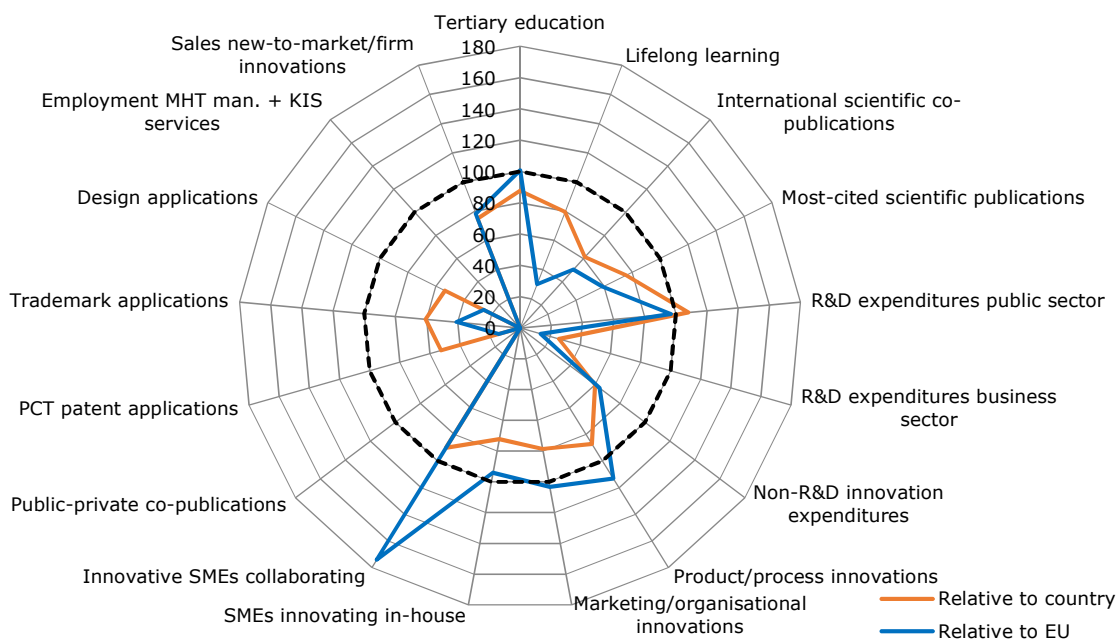 Tertiary education
Sales new-to-market/firm
innovations
Lifelong learning
Employment MHT man. + KIS
services
International scientific co-
publications
Design applications
Most-cited scientific publications
Trademark applications
R&D expenditures public sector
PCT patent applications
R&D expenditures business
sector
Public-private co-publications
Non-R&D innovation
expenditures
Innovative SMEs collaborating
Product/process innovations
SMEs innovating in-house
Marketing/organisational
innovations
180
160
140
120
100
80
60
40
20
0
Relative to country
Relative to EU